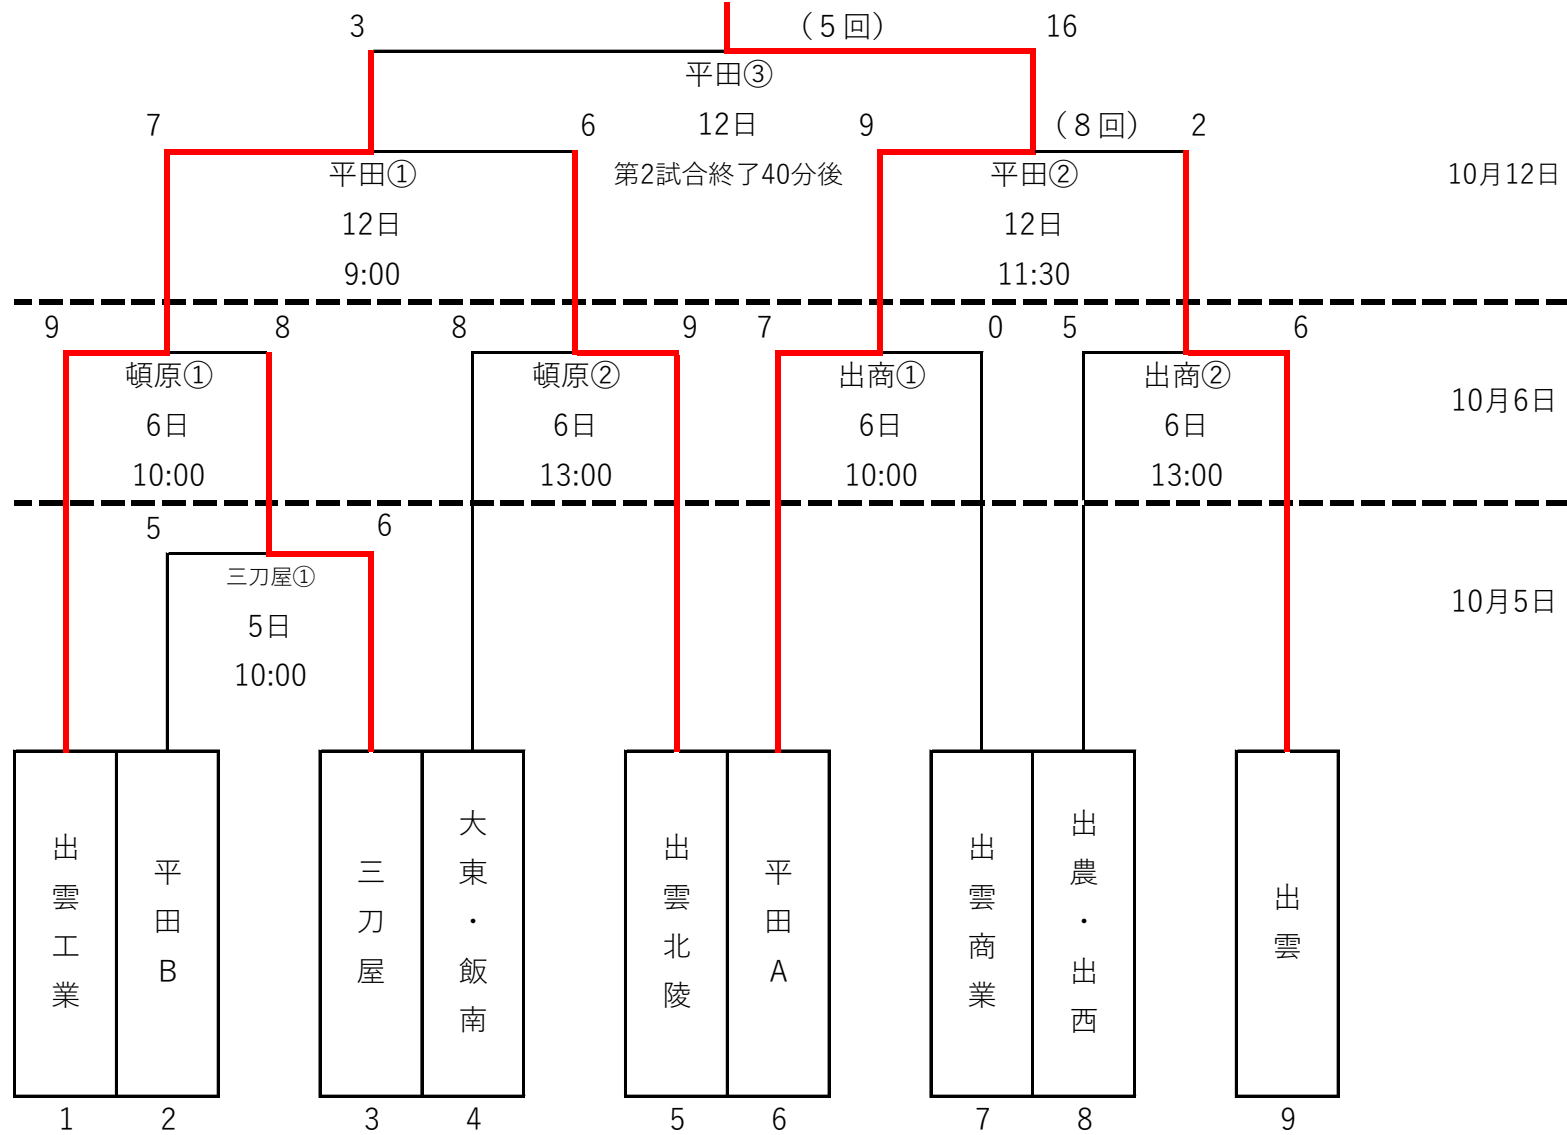 3 （５回） 16
平田③
7 6 12日 9 （８回） 2
平田① 第2試合終了40分後 平田② 10月12日
12日 12日
9:00 11:30
9 8 8 9 7 0 5 6
頓原① 頓原② 出商① 出商②
6日 6日 6日 6日 10月6日
10:00 13:00 10:00 13:00
5 6
三刀屋①
5日 10月5日
10:00
出雲工業
平田B
三刀屋
大東・飯南
出雲北陵
平田A
出雲商業
出農・出西
出雲
1 2 3 4 5 6 7 8 9